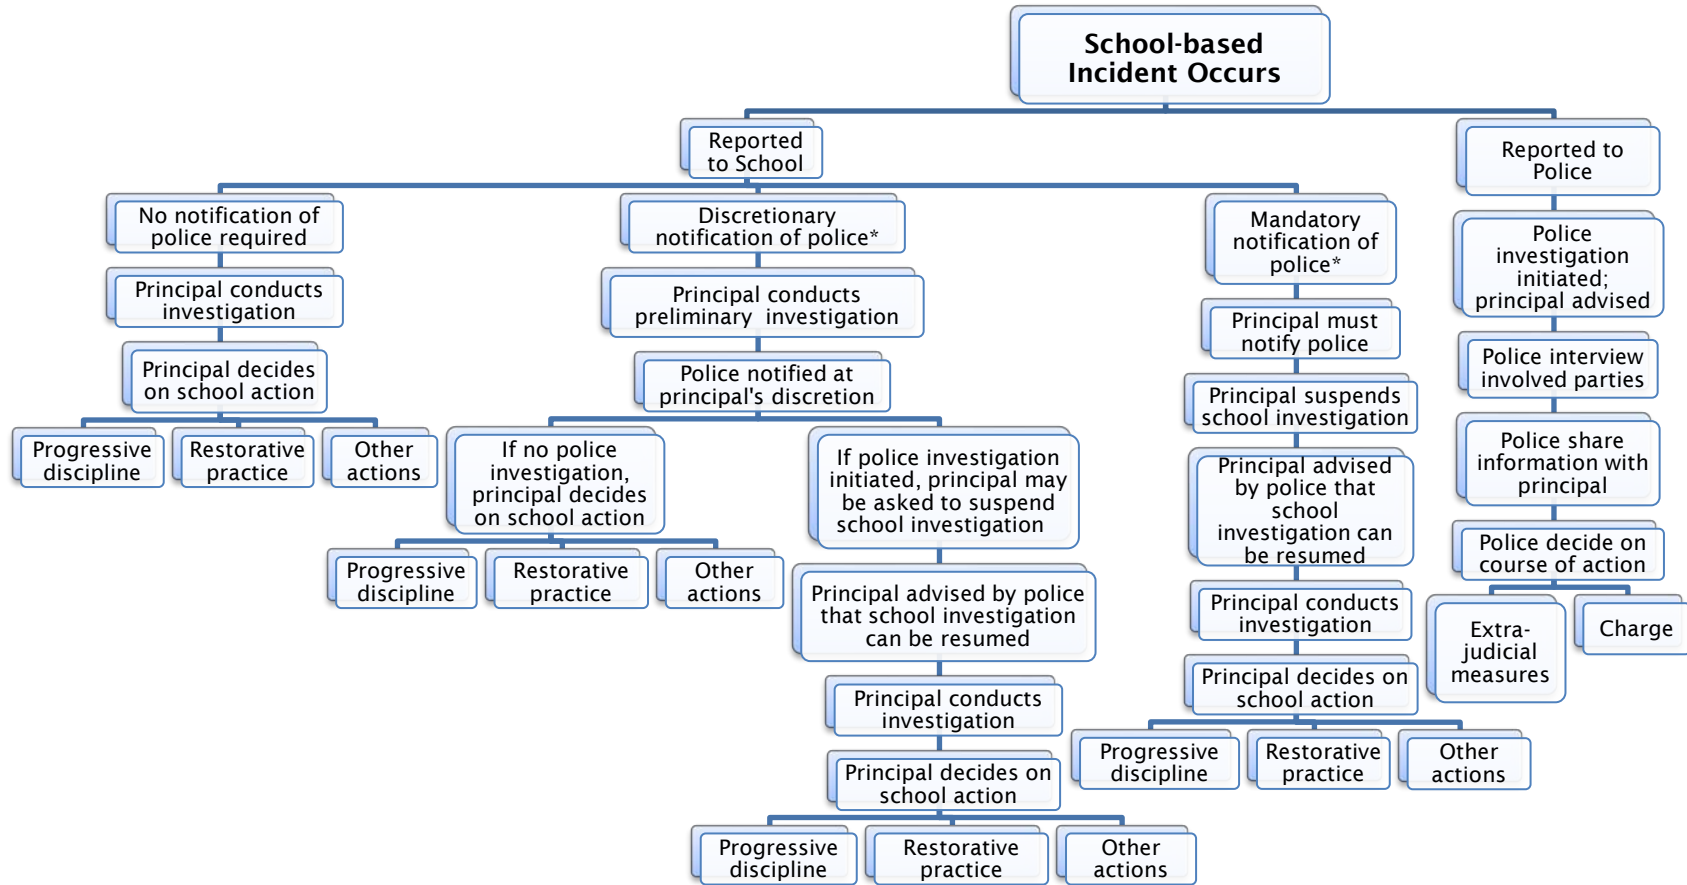 School-based
Incident Occurs
Reported
to School
Reported to
Police
No notification of
police required
Discretionary
notification of police*
Mandatory
notification of
police*
Police
investigation
initiated;
principal advised
Principal conducts
investigation
Principal conducts
preliminary  investigation
Principal must
notify police
Police interview
involved parties
Principal decides
on school action
Police notified at
principal's discretion
Principal suspends
school investigation
Police share
information with
principal
Progressive
discipline
Restorative
practice
Other
actions
If no police
investigation,
principal decides
on school action
If police investigation
initiated, principal may
be asked to suspend
school investigation
Principal advised
by police that
school
investigation can
be resumed
Police decide on
course of action
Progressive
discipline
Restorative
practice
Other
actions
Principal advised by police
that school investigation
can be resumed
Principal conducts
investigation
Extra-
judicial
measures
Charge
Principal conducts
investigation
Principal decides on
school action
Progressive
discipline
Restorative
practice
Other
actions
Principal decides on
school action
Progressive
discipline
Restorative
practice
Other
actions